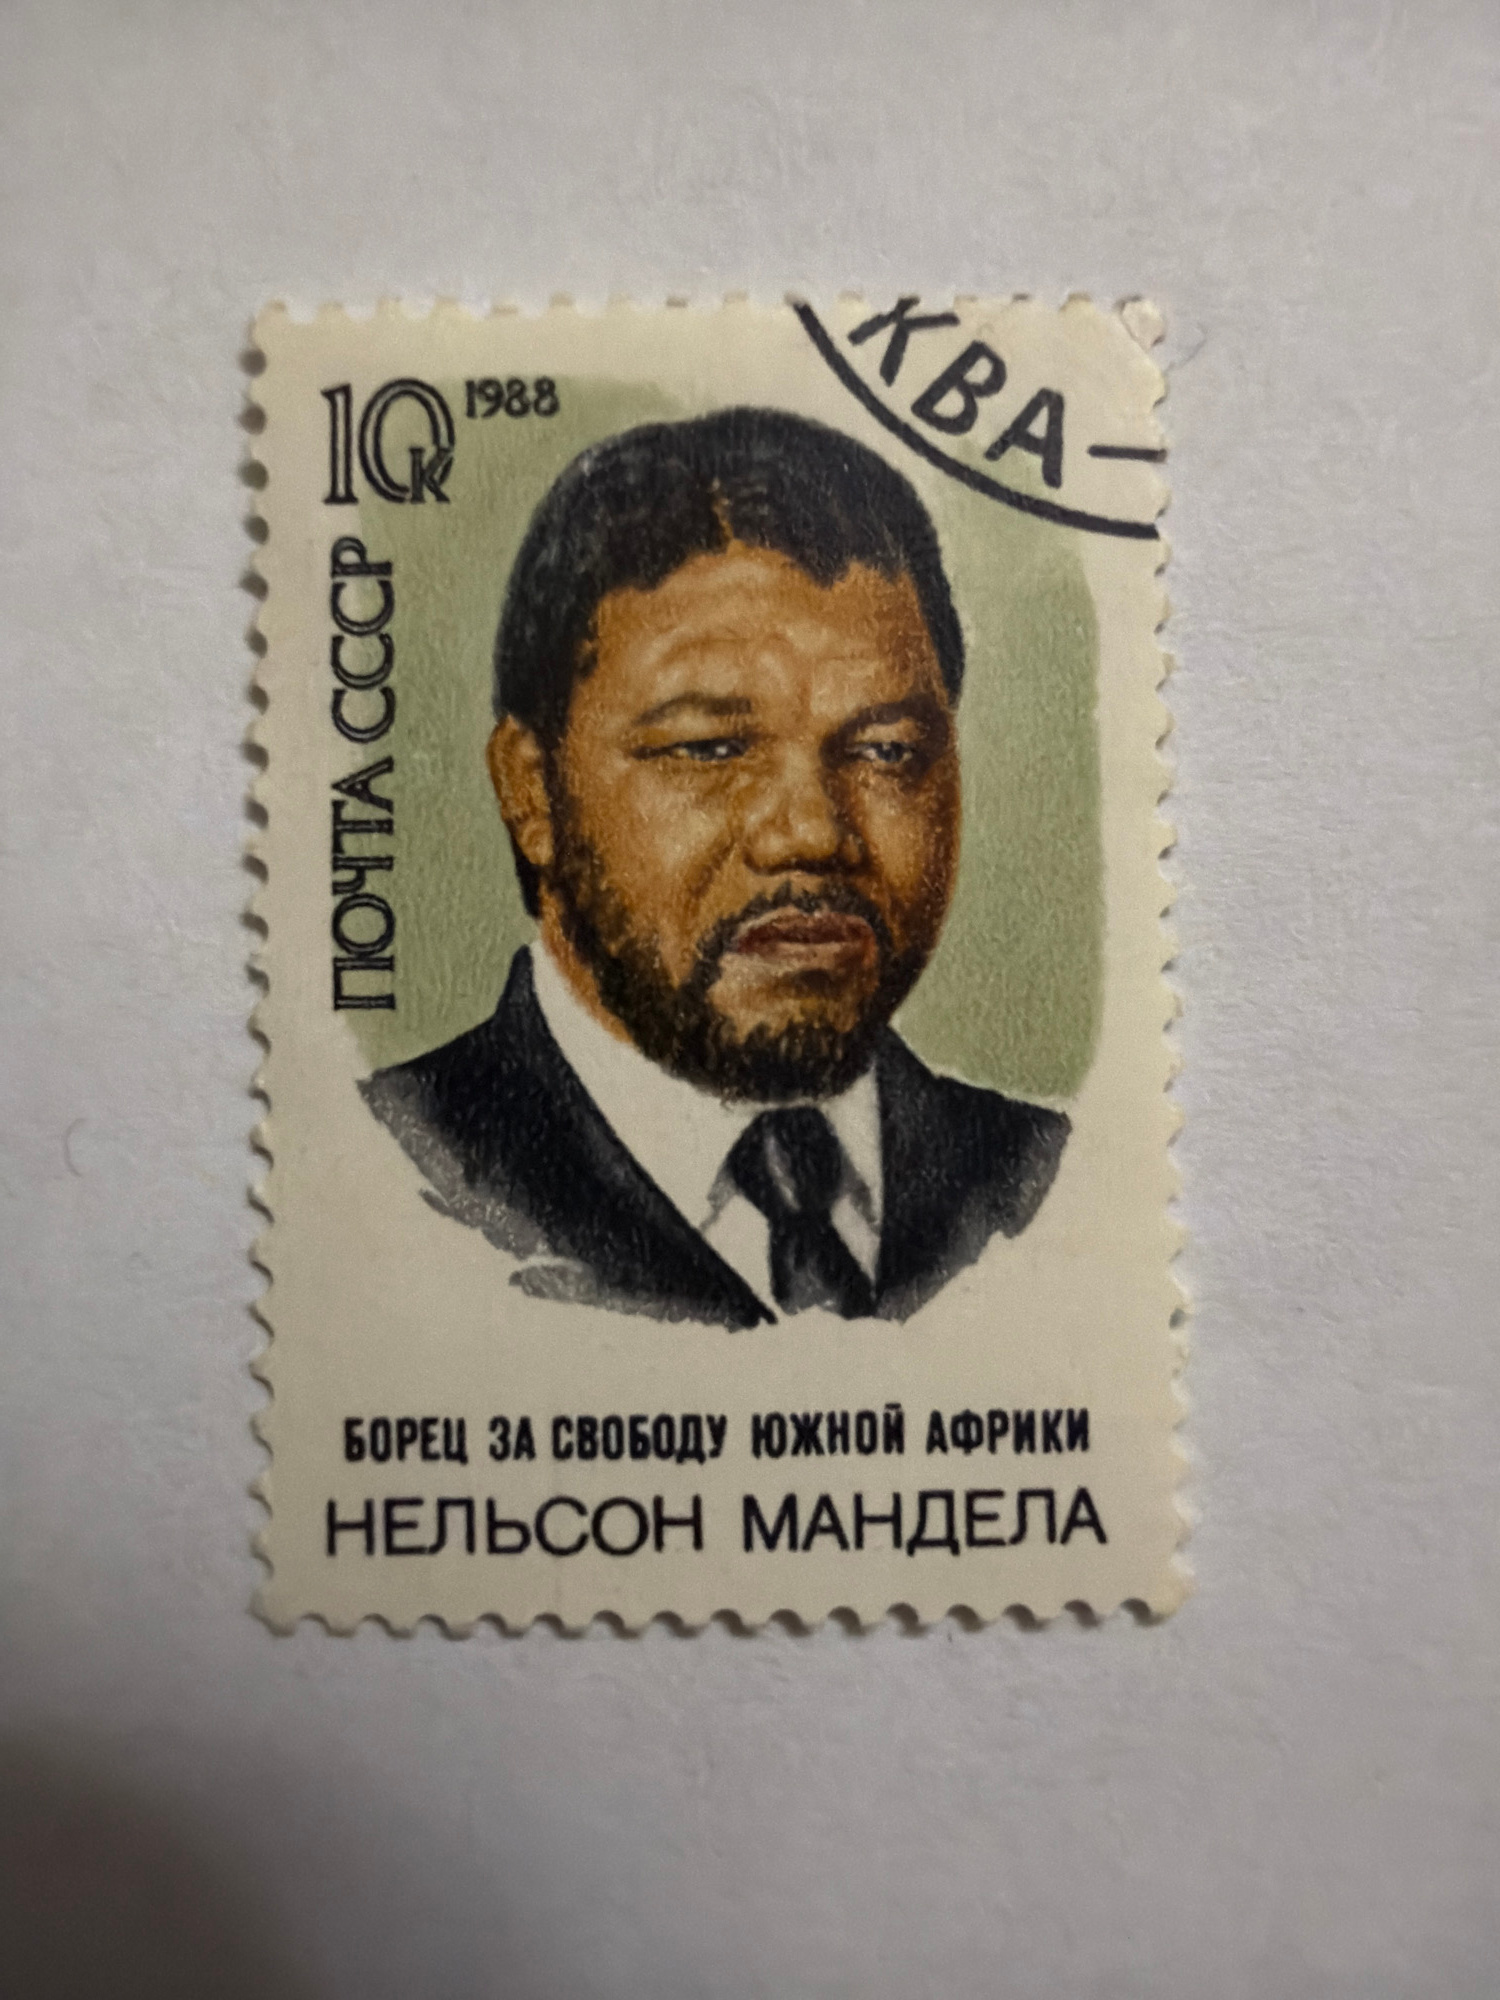 10к 1988
ПОЧТА СССР
КВА-
БОРЕЦ ЗА СВОБОДУ ЮЖНОЙ АФРИКИ
НЕЛЬСОН МАНДЕЛА